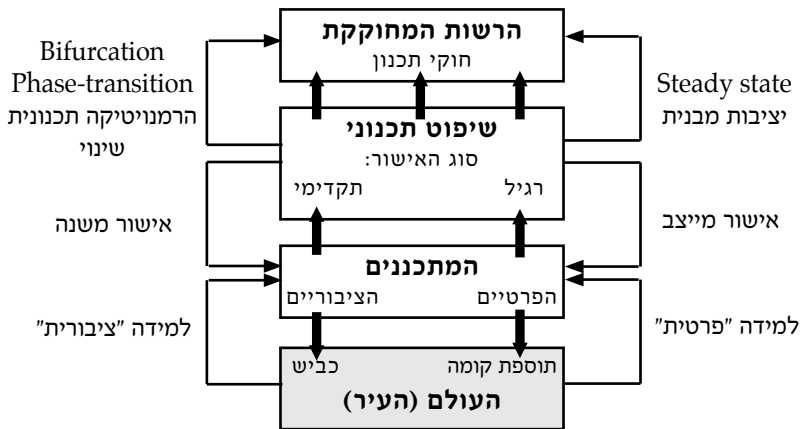 הרשות המחוקקת
חוקי תכנון
Bifurcation
Phase-transition
הרמנויטיקה תכנונית
שינוי
Steady state
יציבות מבנית
שיפוט תכנוני
סוג האישור:
רגיל
תקדימי
אישור מייצב
אישור משנה
המתכננים
הפרטיים
הציבוריים
למידה "פרטית"
למידה "ציבורית"
תוספת קומה
כביש
העולם (העיר)